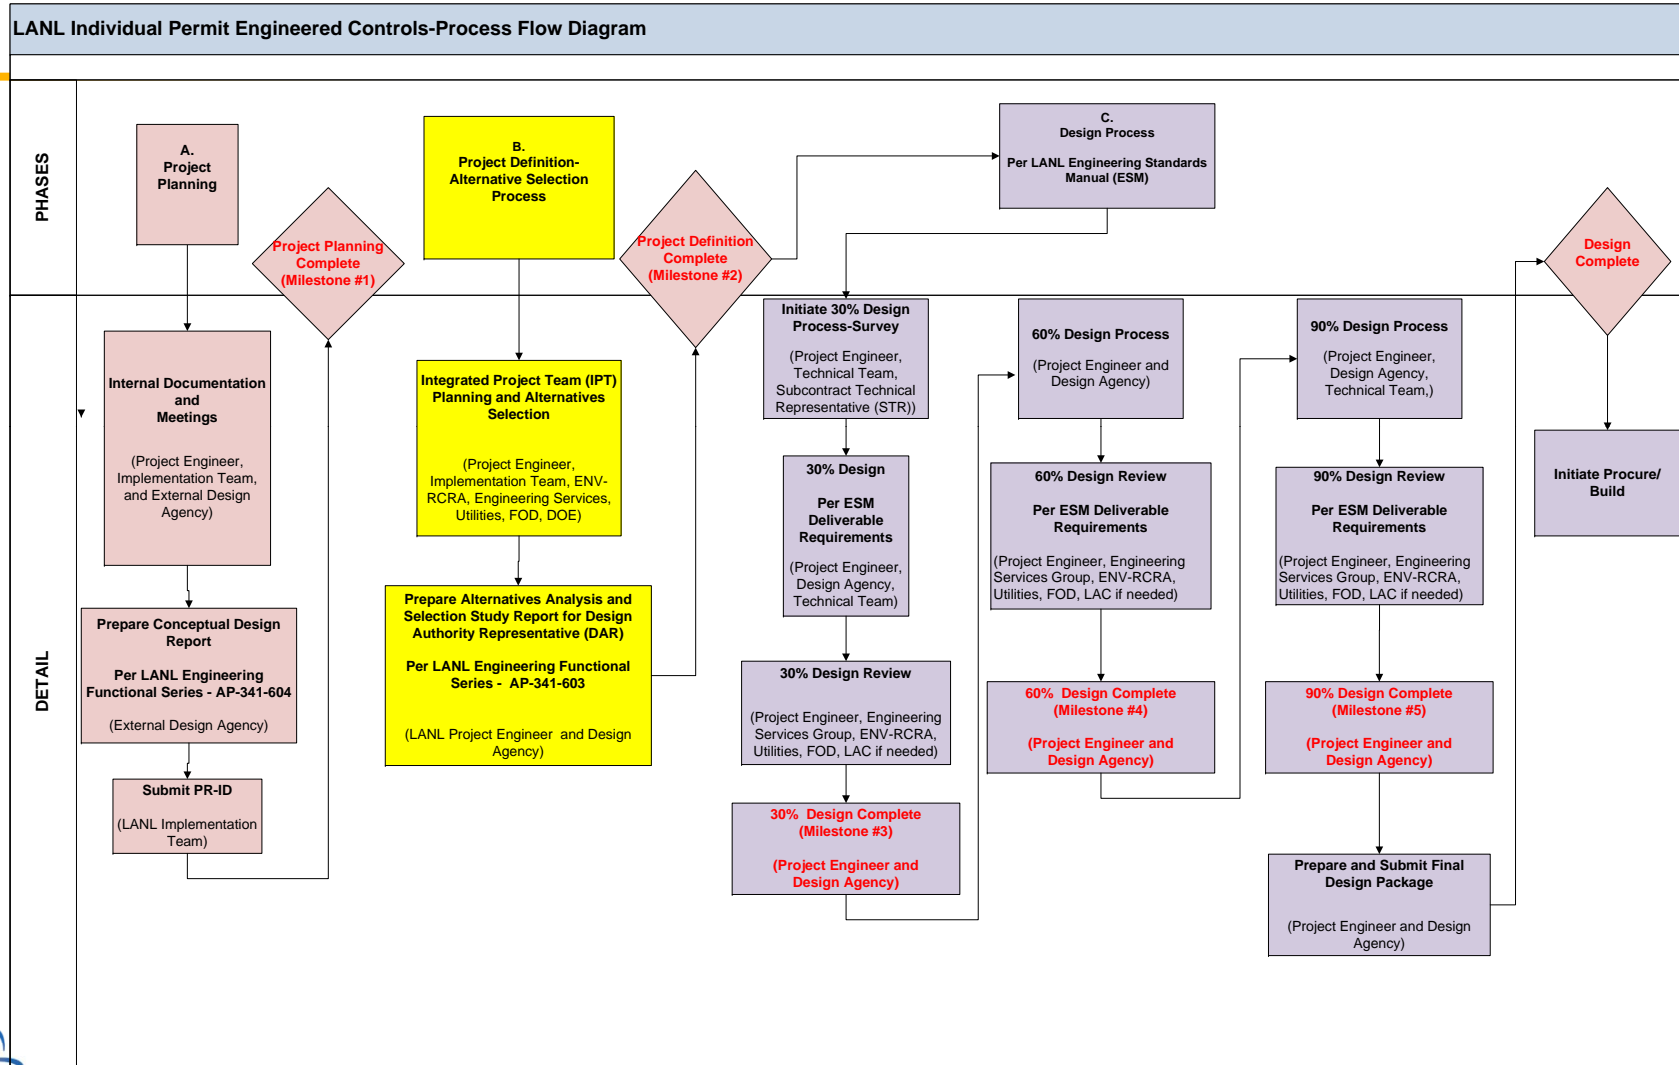 LANL Individual Permit Engineered Controls-Process Flow Diagram
PHASES
A.
Project
Planning
Project Planning
Complete
(Milestone #1)
B.
Project Definition-
Alternative Selection
Process
Project Definition
Complete
(Milestone #2)
C.
Design Process
Per LANL Engineering Standards
Manual (ESM)
Design
Complete
DETAIL
Internal Documentation
and
Meetings
(Project Engineer,
Implementation Team,
and External Design
Agency)
Prepare Conceptual Design
Report
Per LANL Engineering
Functional Series - AP-341-604
(External Design Agency)
Submit PR-ID
(LANL Implementation
Team)
Integrated Project Team (IPT)
Planning and Alternatives
Selection
(Project Engineer,
Implementation Team, ENV-
RCRA, Engineering Services,
Utilities, FOD, DOE)
Prepare Alternatives Analysis and
Selection Study Report for Design
Authority Representative (DAR)
Per LANL Engineering Functional
Series -  AP-341-603
(LANL Project Engineer  and Design
Agency)
Initiate 30% Design
Process-Survey
(Project Engineer,
Technical Team,
Subcontract Technical
Representative (STR))
30% Design
Per ESM
Deliverable
Requirements
(Project Engineer,
Design Agency,
Technical Team)
30% Design Review
(Project Engineer, Engineering
Services Group, ENV-RCRA,
Utilities, FOD, LAC if needed)
30%  Design Complete
(Milestone #3)
(Project Engineer and
Design Agency)
60% Design Process
(Project Engineer and
Design Agency)
60% Design Review
Per ESM Deliverable
Requirements
(Project Engineer, Engineering
Services Group, ENV-RCRA,
Utilities, FOD, LAC if needed)
60%  Design Complete
(Milestone #4)
(Project Engineer and
Design Agency)
90% Design Process
(Project Engineer,
Design Agency,
Technical Team,)
90% Design Review
Per ESM Deliverable
Requirements
(Project Engineer, Engineering
Services Group, ENV-RCRA,
Utilities, FOD, LAC if needed)
90% Design Complete
(Milestone #5)
(Project Engineer and
Design Agency)
Prepare and Submit Final
Design Package
(Project Engineer and Design
Agency)
Initiate Procure/
Build